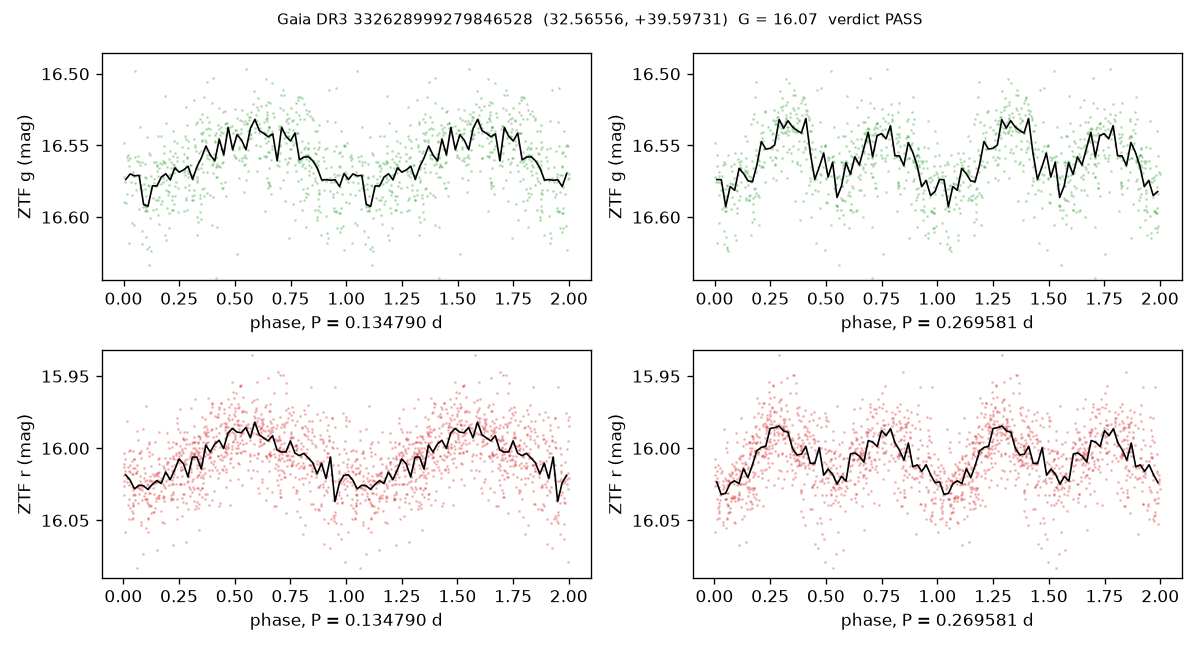 Gaia DR3 332628999279846528  (32.56556, +39.59731)  G = 16.07  verdict PASS
ZTF g (mag)
16.50
16.55
16.60
0.00 0.25 0.50 0.75 1.00 1.25 1.50 1.75 2.00
phase, P = 0.134790 d
ZTF g (mag)
16.50
16.55
16.60
0.00 0.25 0.50 0.75 1.00 1.25 1.50 1.75 2.00
phase, P = 0.269581 d
ZTF r (mag)
15.95
16.00
16.05
0.00 0.25 0.50 0.75 1.00 1.25 1.50 1.75 2.00
phase, P = 0.134790 d
ZTF r (mag)
15.95
16.00
16.05
0.00 0.25 0.50 0.75 1.00 1.25 1.50 1.75 2.00
phase, P = 0.269581 d